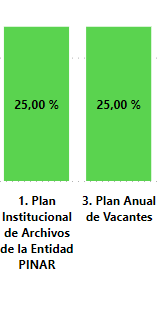 25,00 % 25,00 %
1. Plan
Institucional
de Archivos
de la Entidad
PINAR
3. Plan Anual
de Vacantes